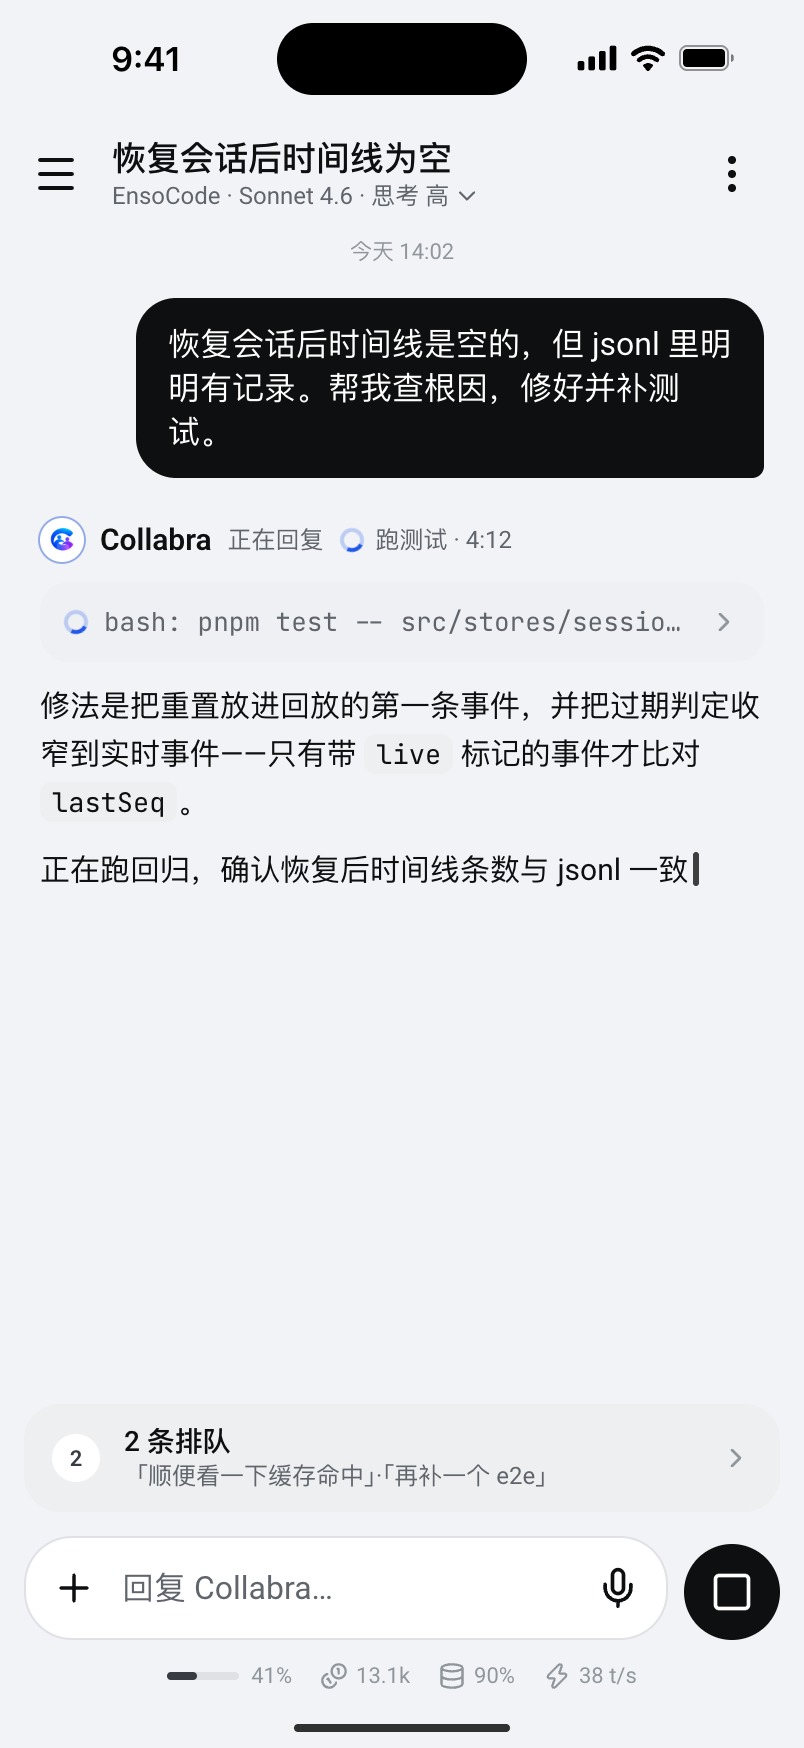 9:41
恢复会话后时间线为空
EnsoCode · Sonnet 4.6 · 思考 高
今天 14:02
恢复会话后时间线是空的，但 jsonl 里明
明有记录。帮我查根因，修好并补测
试。
Collabra 正在回复 跑测试 · 4:12
bash: pnpm test -- src/stores/sessio…
修法是把重置放进回放的第一条事件，并把过期判定收
窄到实时事件——只有带 live 标记的事件才比对
lastSeq 。
正在跑回归，确认恢复后时间线条数与 jsonl 一致
2 2 条排队
「顺便看一下缓存命中」·「再补一个 e2e」
回复 Collabra…
41% 13.1k 90% 38 t/s